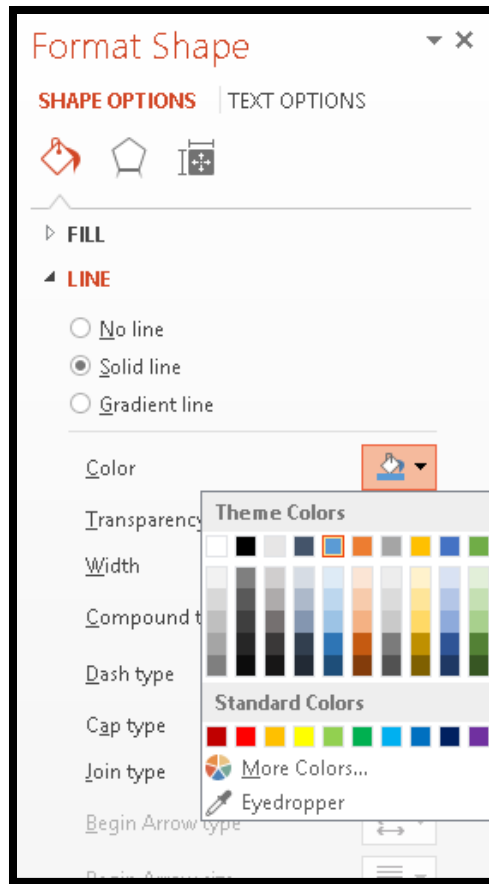 Format Shape
SHAPE OPTIONS TEXT OPTIONS
FILL
LINE
No line
Solid line
Gradient line
Color
Transparency
Theme Colors
Width
Compound t
Dash type
Standard Colors
Cap type
More Colors...
Join type
Eyedropper
Begin Arrow type